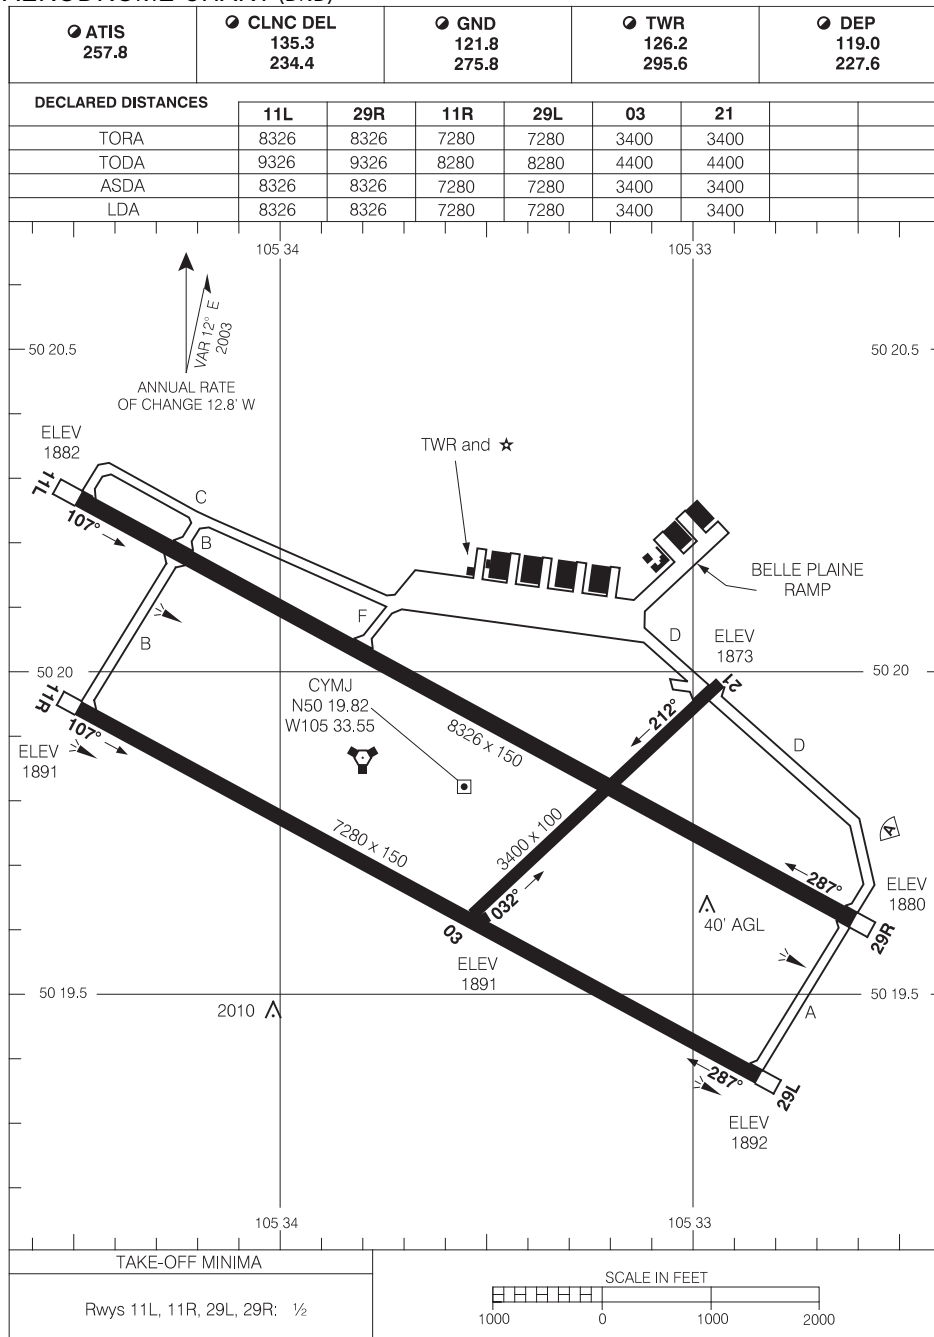 AERODROME CHART (DND)
ATIS
257.8
CLNC DEL
135.3
234.4
GND
121.8
275.8
TWR
126.2
295.6
DEP
119.0
227.6
DECLARED DISTANCES
11L 29R 11R 29L 03 21
TORA 8326 8326 7280 7280 3400 3400
TODA 9326 9326 8280 8280 4400 4400
ASDA 8326 8326 7280 7280 3400 3400
LDA 8326 8326 7280 7280 3400 3400
105 34
105 33
VAR 12° E
2003
50 20.5
50 20.5
ANNUAL RATE
OF CHANGE 12.8' W
ELEV
1882
TWR and
11L
C
107°
B
BELLE PLAINE
RAMP
F
D
ELEV
1873
B
50 20
50 20
CYMJ
N50 19.82
W105 33.55
21
11R
212°
107°
8326 x 150
D
ELEV
1891
7280 x 150
3400 x 100
A
287°
ELEV
1880
032°
40' AGL
03
29R
ELEV
1891
50 19.5
50 19.5
2010
A
287°
29L
ELEV
1892
105 34
105 33
TAKE-OFF MINIMA
Rwys 11L, 11R, 29L, 29R: ½
SCALE IN FEET
1000 0 1000 2000